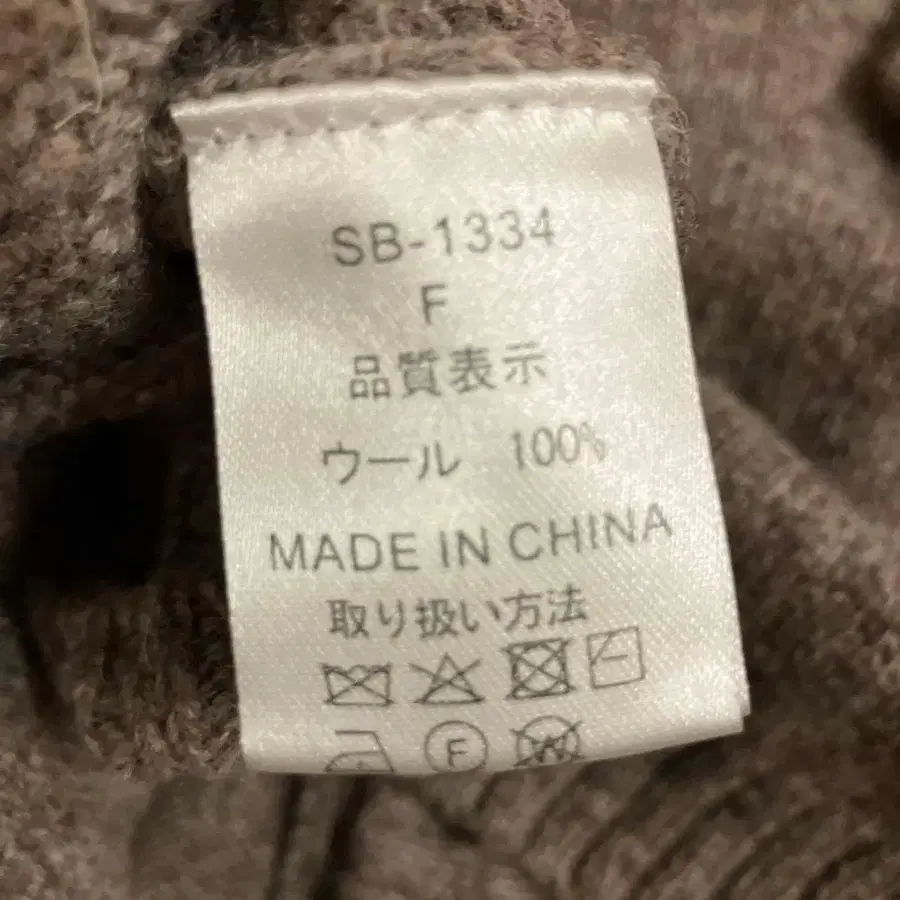 SB-1334
F
品質表示
ウール 100%
MADE IN CHINA
取り扱い方法
F
W